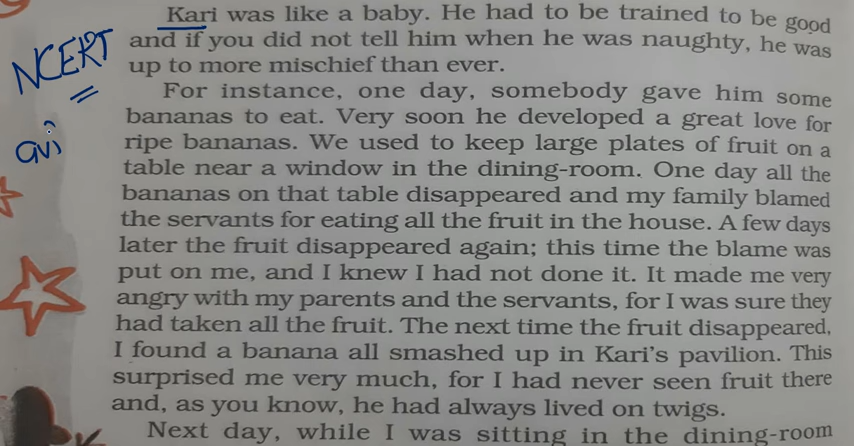 Kari was like a baby. He had to be trained to be good
and if you did not tell him when he was naughty, he was
up to more mischief than ever.
For instance, one day, somebody gave him some
bananas to eat. Very soon he developed a great love for
ripe bananas. We used to keep large plates of fruit on a
table near a window in the dining-room. One day all the
bananas on that table disappeared and my family blamed
the servants for eating all the fruit in the house. A few days
later the fruit disappeared again; this time the blame was
put on me, and I knew I had not done it. It made me very
angry with my parents and the servants, for I was sure they
had taken all the fruit. The next time the fruit disappeared,
I found a banana all smashed up in Kari's pavilion. This
surprised me very much, for I had never seen fruit there
and, as you know, he had always lived on twigs.
Next day, while I was sitting in the dining-room
NCERT